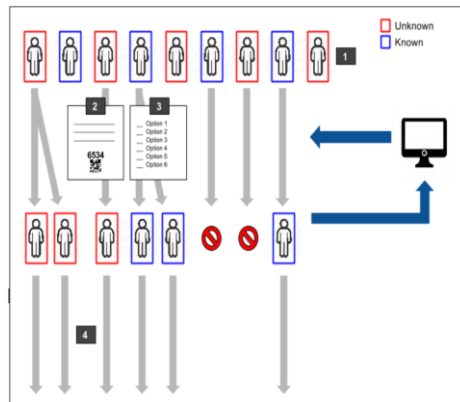 Unknown
Known
1
2
3
6534
Option 1
Option 2
Option 3
Option 4
Option 5
Option 6
4